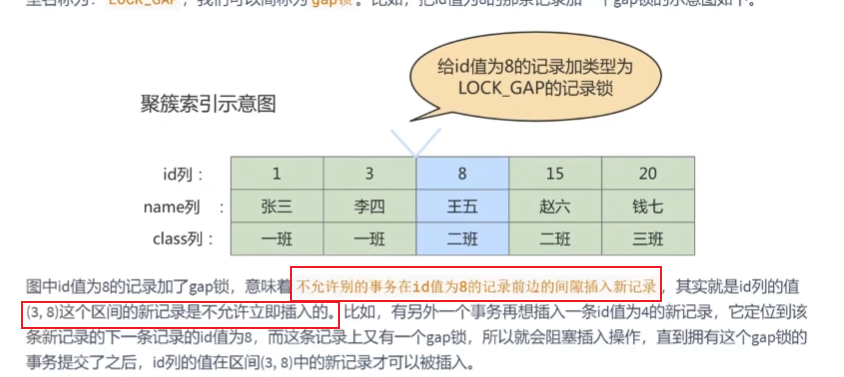 型名称为: LOCK_GAP , 我们可以简称为 gap锁 。比如, 把id值为8的那条记录加一个gap锁的示意图如下。
给id值为8的记录加类型为
LOCK_GAP的记录锁
聚簇索引示意图
id列: 1 3 8 15 20
name列 : 张三 李四 王五 赵六 钱七
class列: 一班 一班 二班 二班 三班
图中id值为8的记录加了gap锁，意味着 不允许别的事务在id值为8的记录前边的间隙插入新记录 ，其实就是id列的值
(3, 8)这个区间的新记录是不允许立即插入的。比如，有另外一个事务再想插入一条id值为4的新记录，它定位到该
条新记录的下一条记录的id值为8，而这条记录上又有一个gap锁，所以就会阻塞插入操作，直到拥有这个gap锁的
事务提交了之后，id列的值在区间(3, 8)中的新记录才可以被插入。